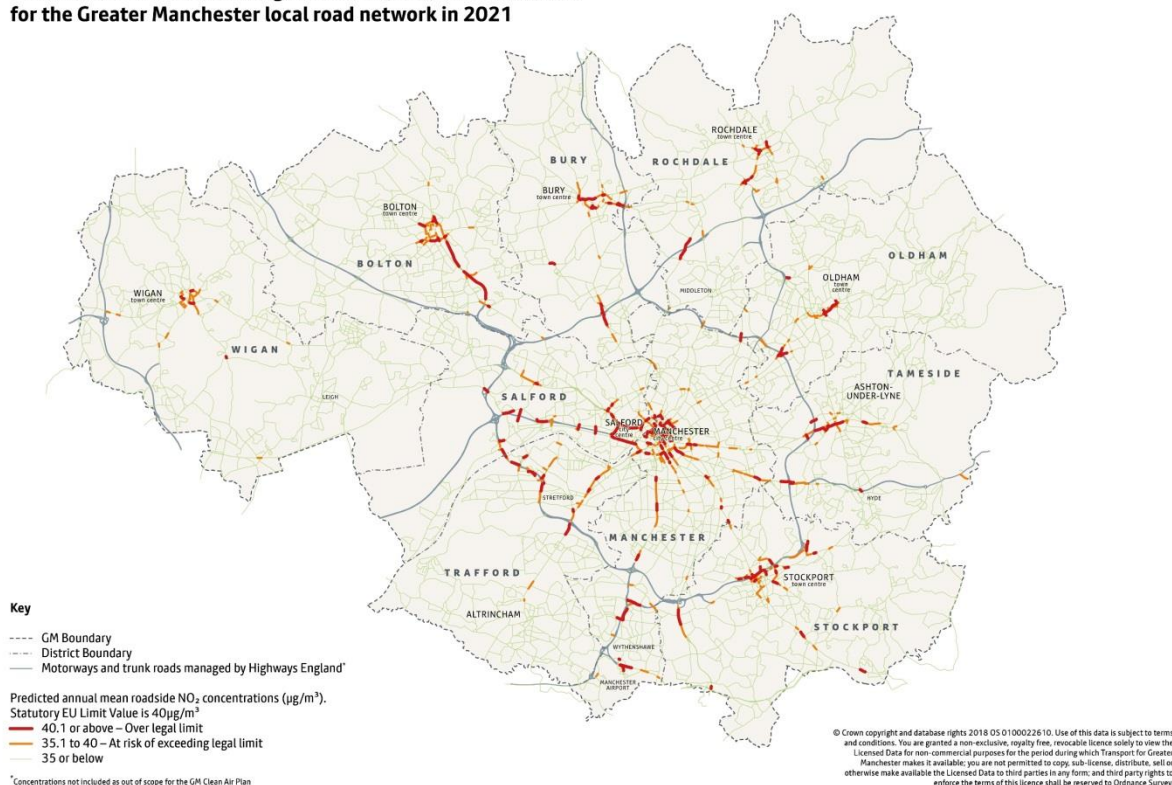 for the Greater Manchester local road network in 2021
ROCHDALE
town centre
BURY
ROCHDALE
BURY
town centre
BOLTON
town centre
BOLTON
OLDHAM
OLDHAM
town
centre
WIGAN
town centre
MIDDLETON
WIGAN
TAMESIDE
ASHTON-
UNDER-LYNE
LEIGH
SALFORD
SALFORD
city
centre
MANCHESTER
city centre
STRETFORD
HYDE
MANCHESTER
TRAFFORD
STOCKPORT
town centre
ALTRINCHAM
STOCKPORT
WYTHENSHAWE
MANCHESTER
AIRPORT
Key
GM Boundary
District Boundary
Motorways and trunk roads managed by Highways England*
Predicted annual mean roadside NO₂ concentrations (µg/m³).
Statutory EU Limit Value is 40µg/m³
40.1 or above – Over legal limit
35.1 to 40 – At risk of exceeding legal limit
35 or below
*Concentrations not included as out of scope for the GM Clean Air Plan
© Crown copyright and database rights 2018 OS 0100022610. Use of this data is subject to terms
and conditions. You are granted a non-exclusive, royalty free, revocable licence solely to view the
Licensed Data for non-commercial purposes for the period during which Transport for Greater
Manchester makes it available; you are not permitted to copy, sub-license, distribute, sell or
otherwise make available the Licensed Data to third parties in any form; and third party rights to
enforce the terms of this licence shall be reserved to Ordnance Survey